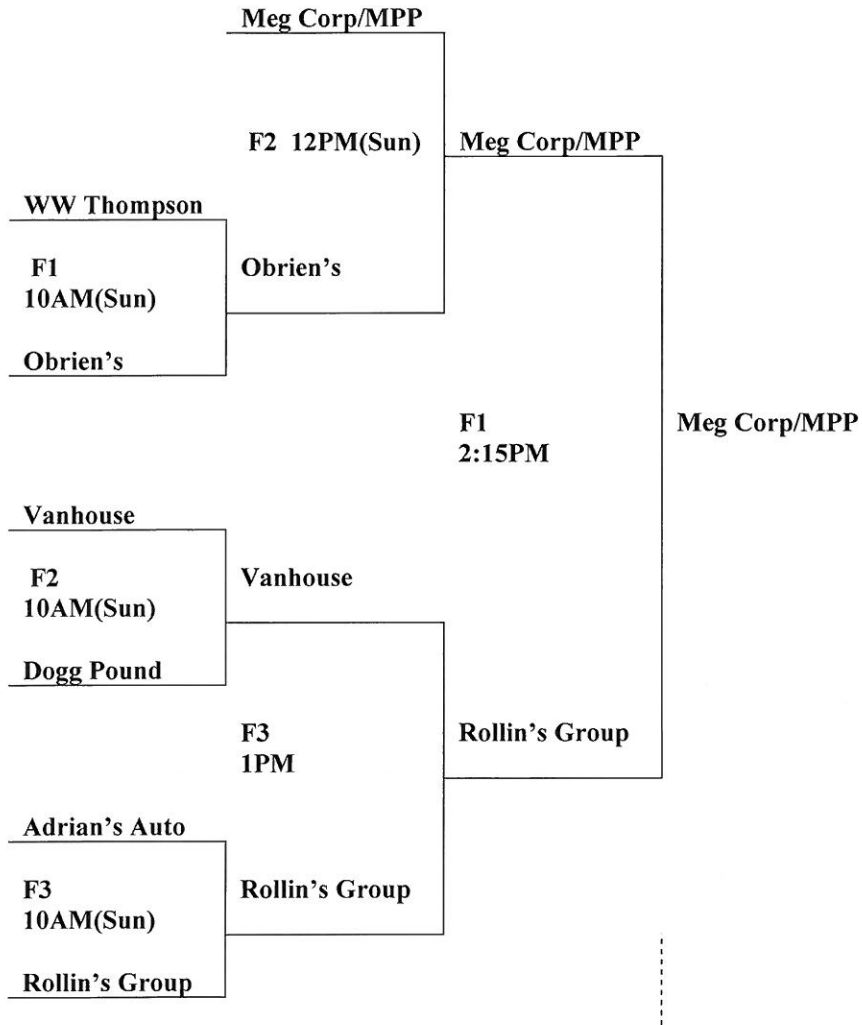 Meg Corp/MPP
F2 12PM(Sun)
Meg Corp/MPP
WW Thompson
F1
10AM(Sun)
Obrien's
Obrien's
F1
2:15PM
Meg Corp/MPP
Vanhouse
F2
10AM(Sun)
Vanhouse
Dogg Pound
F3
1PM
Rollin's Group
Adrian's Auto
F3
10AM(Sun)
Rollin's Group
Rollin's Group